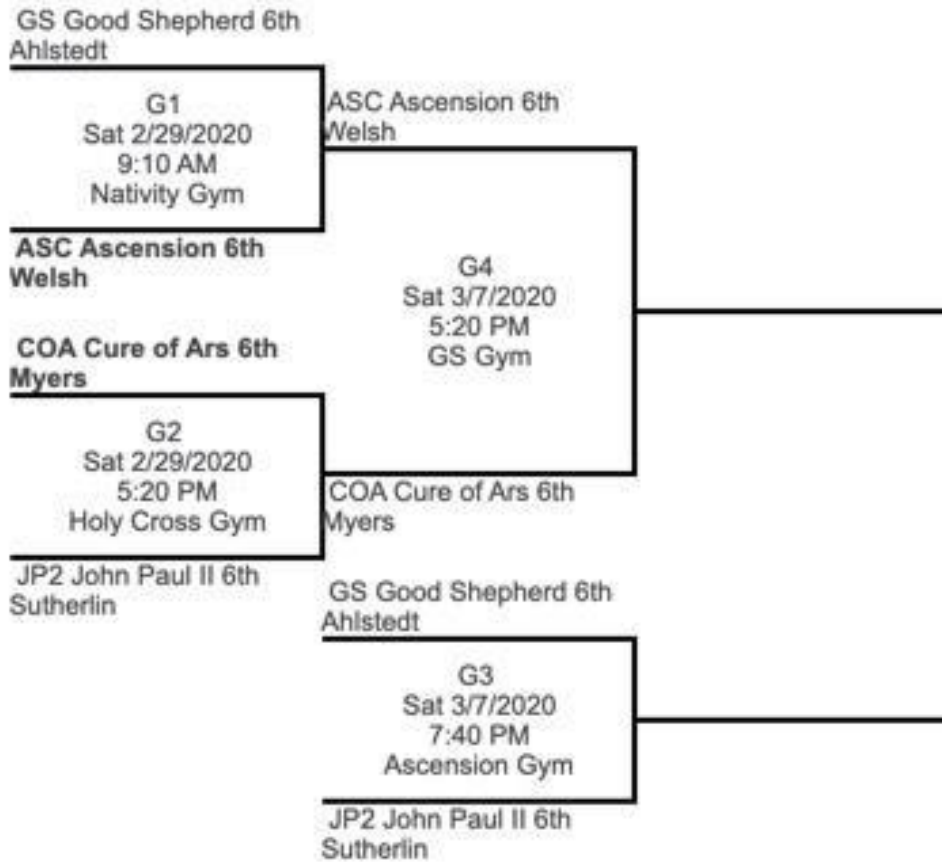 GS Good Shepherd 6th
Ahlstedt
G1
Sat 2/29/2020
9:10 AM
Nativity Gym
ASC Ascension 6th
Welsh
ASC Ascension 6th
Welsh
G4
Sat 3/7/2020
5:20 PM
GS Gym
COA Cure of Ars 6th
Myers
G2
Sat 2/29/2020
5:20 PM
Holy Cross Gym
COA Cure of Ars 6th
Myers
JP2 John Paul II 6th
Sutherlin
GS Good Shepherd 6th
Ahlstedt
G3
Sat 3/7/2020
7:40 PM
Ascension Gym
JP2 John Paul II 6th
Sutherlin